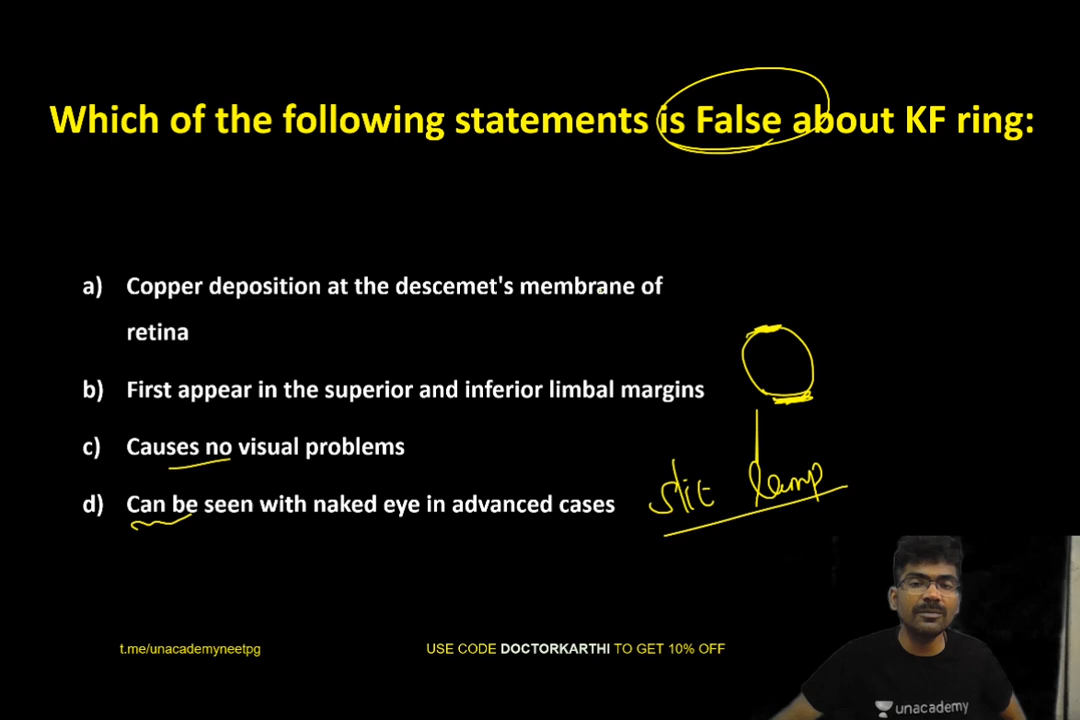 Which of the following statements is False about KF ring:
a) Copper deposition at the descemet's membrane of
retina
b) First appear in the superior and inferior limbal margins
c) Causes no visual problems
d) Can be seen with naked eye in advanced cases
slit lamp
t.me/unacademyneetpg
USE CODE DOCTORKARTHI TO GET 10% OFF
unacademy